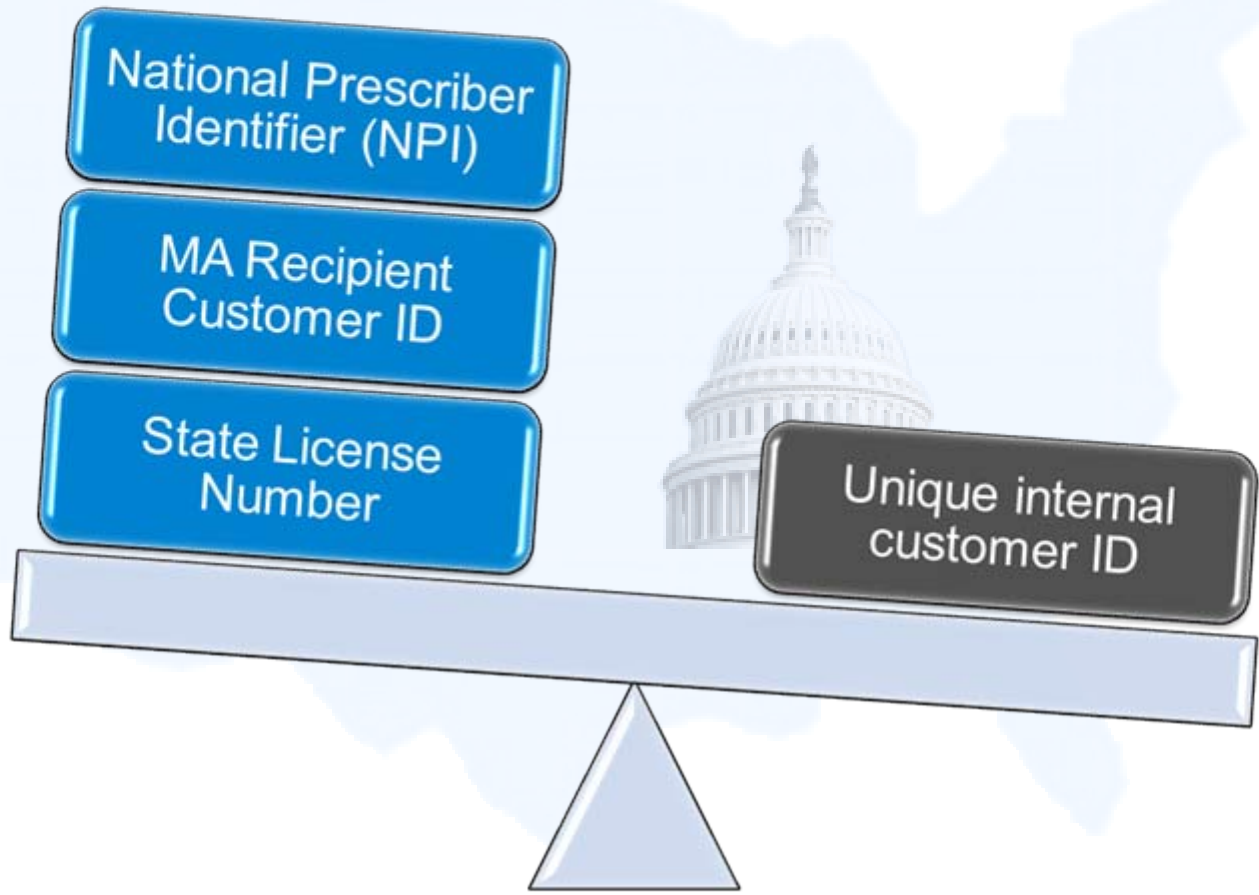 National Prescriber
Identifier (NPI)
MA Recipient
Customer ID
State License
Number
Unique internal
customer ID